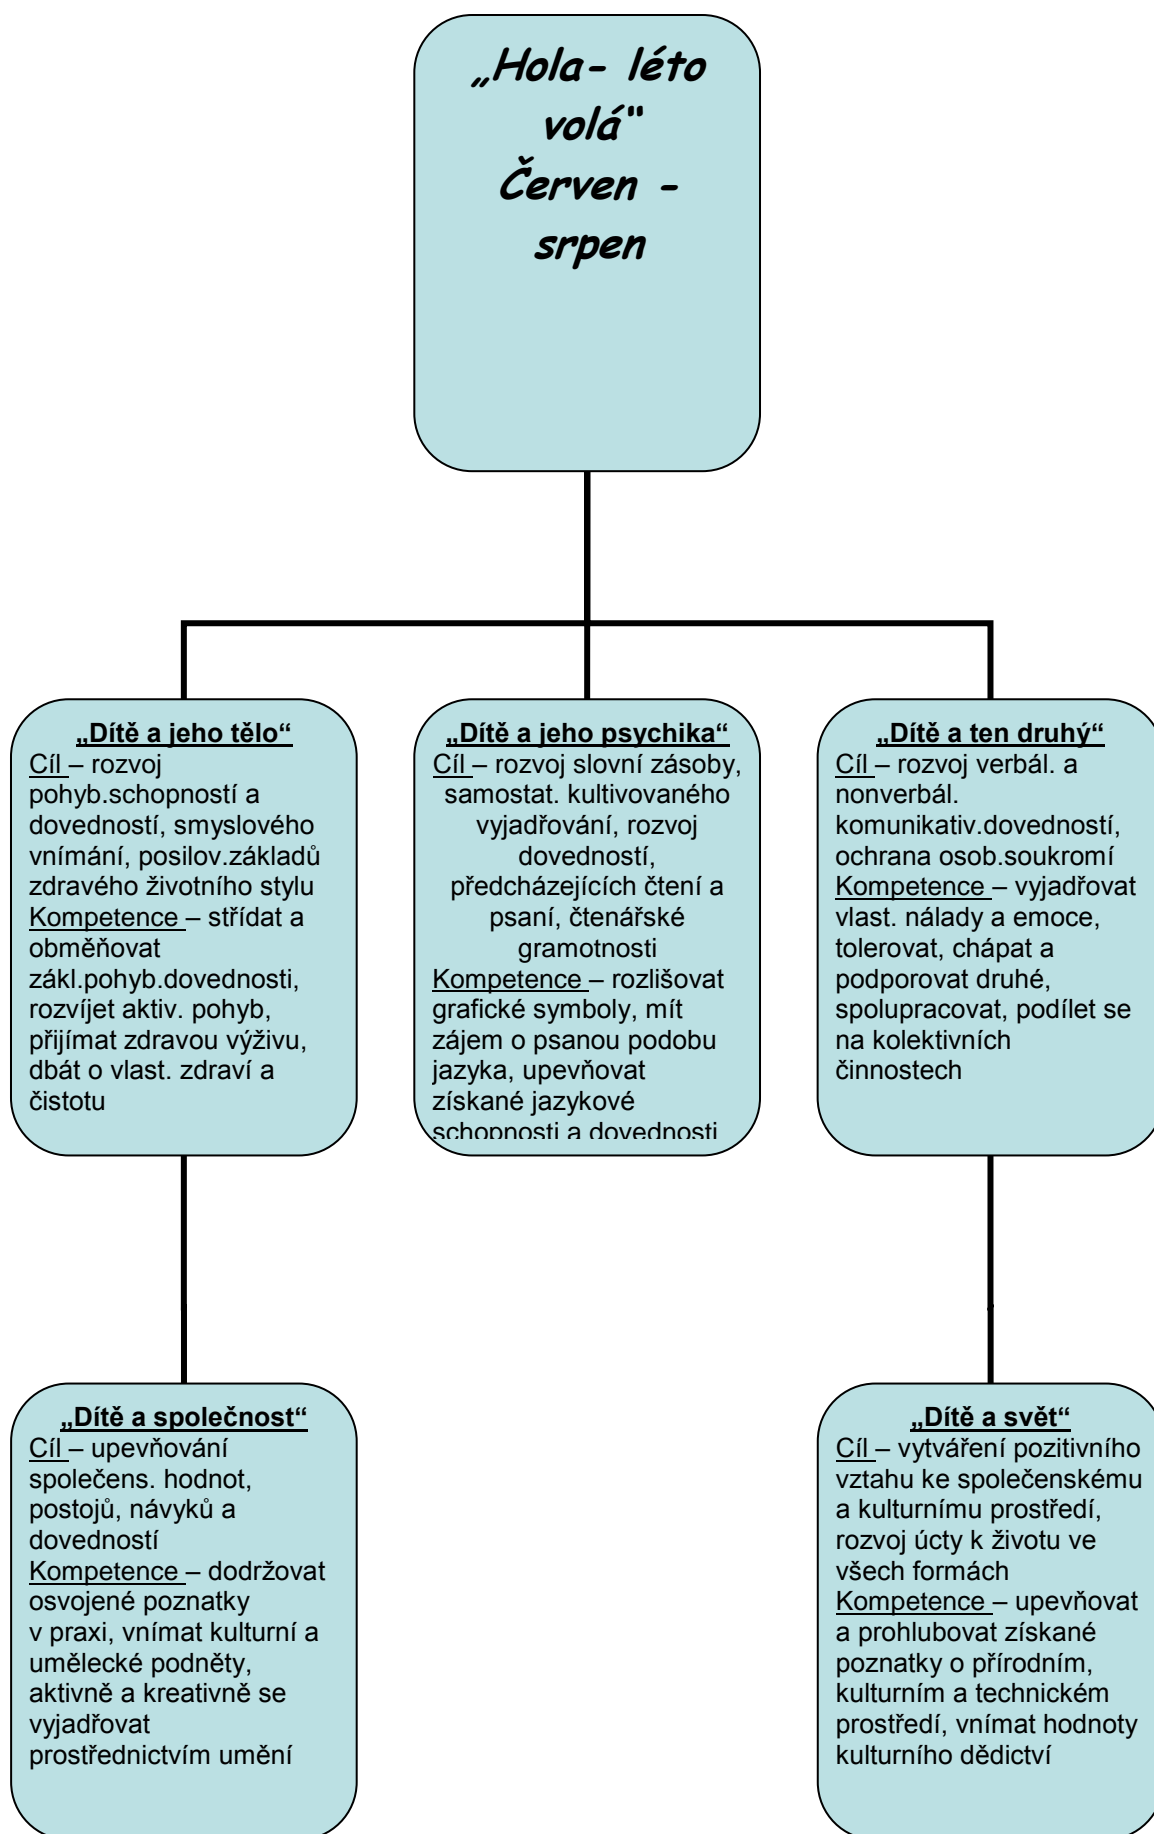 „Hola- léto
volá“
Červen -
srpen
„Dítě a jeho tělo“
Cíl – rozvoj
pohyb.schopností a
dovedností, smyslového
vnímání, posilov.základů
zdravého životního stylu
Kompetence – střídat a
obměňovat
zákl.pohyb.dovednosti,
rozvíjet aktiv. pohyb,
přijímat zdravou výživu,
dbát o vlast. zdraví a
čistotu
„Dítě a jeho psychika“
Cíl – rozvoj slovní zásoby,
samostat. kultivovaného
vyjadřování, rozvoj
dovedností,
předcházejících čtení a
psaní, čtenářské
gramotnosti
Kompetence – rozlišovat
grafické symboly, mít
zájem o psanou podobu
jazyka, upevňovat
získané jazykové
schopnosti a dovednosti
„Dítě a ten druhý“
Cíl – rozvoj verbál. a
nonverbál.
komunikativ.dovedností,
ochrana osob.soukromí
Kompetence – vyjadřovat
vlast. nálady a emoce,
tolerovat, chápat a
podporovat druhé,
spolupracovat, podílet se
na kolektivních
činnostech
„Dítě a společnost“
Cíl – upevňování
společens. hodnot,
postojů, návyků a
dovedností
Kompetence – dodržovat
osvojené poznatky
v praxi, vnímat kulturní a
umělecké podněty,
aktivně a kreativně se
vyjadřovat
prostřednictvím umění
„Dítě a svět“
Cíl – vytváření pozitivního
vztahu ke společenskému
a kulturnímu prostředí,
rozvoj úcty k životu ve
všech formách
Kompetence – upevňovat
a prohlubovat získané
poznatky o přírodním,
kulturním a technickém
prostředí, vnímat hodnoty
kulturního dědictví